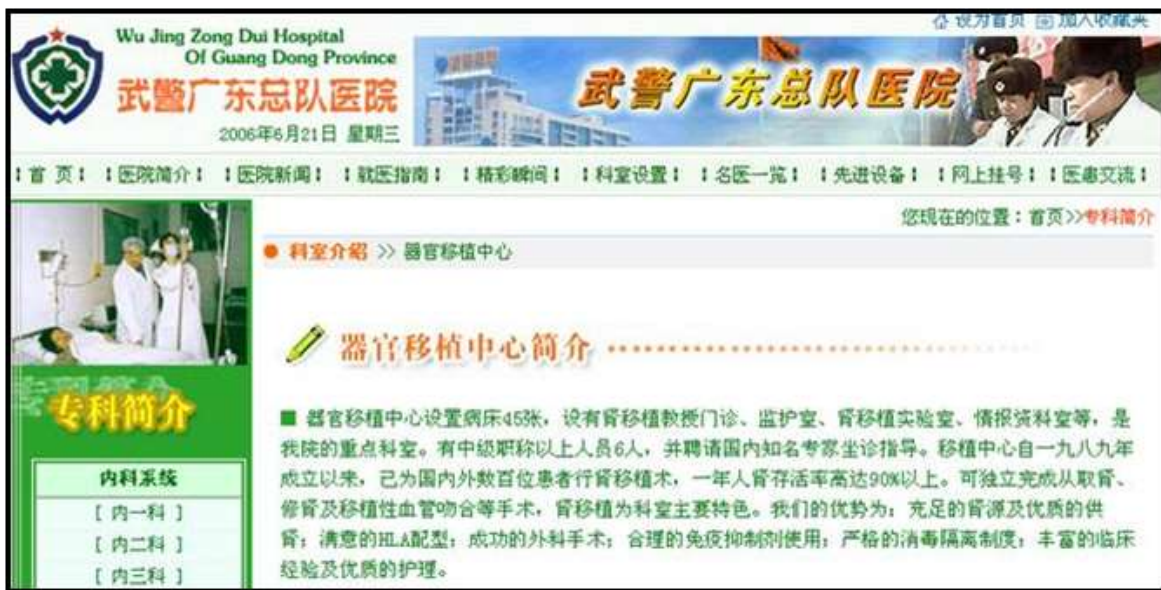 设为首页 加入收藏夹
Wu Jing Zong Dui Hospital
Of Guang Dong Province
武警广东总队医院
2006年6月21日 星期三
武警广东总队医院
首 页 医院简介 医院新闻 就医指南 精彩瞬间 科室设置 名医一览 先进设备 网上挂号 医患交流
您现在的位置：首页>>专科简介
科室介绍 >> 器官移植中心
器官移植中心简介
专科简介
■ 器官移植中心设置病床45张，设有肾移植教授门诊、监护室、肾移植实验室、情报资料室等，是
我院的重点科室。有中级职称以上人员6人，并聘请国内知名专家坐诊指导。移植中心自一九八九年
成立以来，己为国内外数百位患者行肾移植术，一年人肾存活率高达90%以上。可独立完成从取肾、
修肾及移植性血管吻合等手术，肾移植为科室主要特色。我们的优势为：充足的肾源及优质的供
肾；满意的HLA配型；成功的外科手术；合理的免疫抑制剂使用；严格的消毒隔离制度；丰富的临床
经验及优质的护理。
内科系统
[ 内一科 ]
[ 内二科 ]
[ 内三科 ]